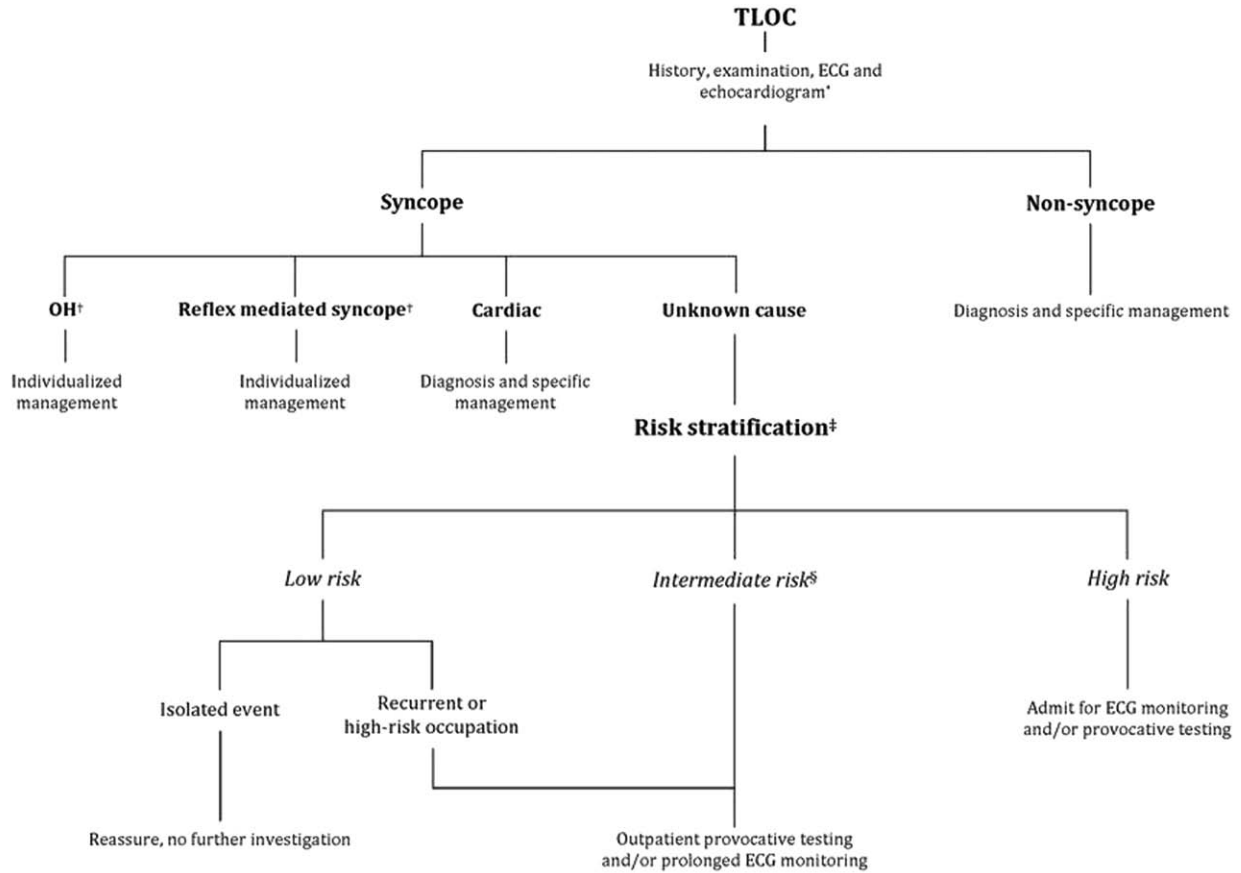 TLOC
History, examination, ECG and
echocardiogram*
Syncope
Non-syncope
OH†
Reflex mediated syncope†
Cardiac
Unknown cause
Diagnosis and specific management
Individualized
management
Individualized
management
Diagnosis and specific
management
Risk stratification‡
Low risk
Intermediate risk§
High risk
Isolated event
Recurrent or
high-risk occupation
Admit for ECG monitoring
and/or provocative testing
Reassure, no further investigation
Outpatient provocative testing
and/or prolonged ECG monitoring